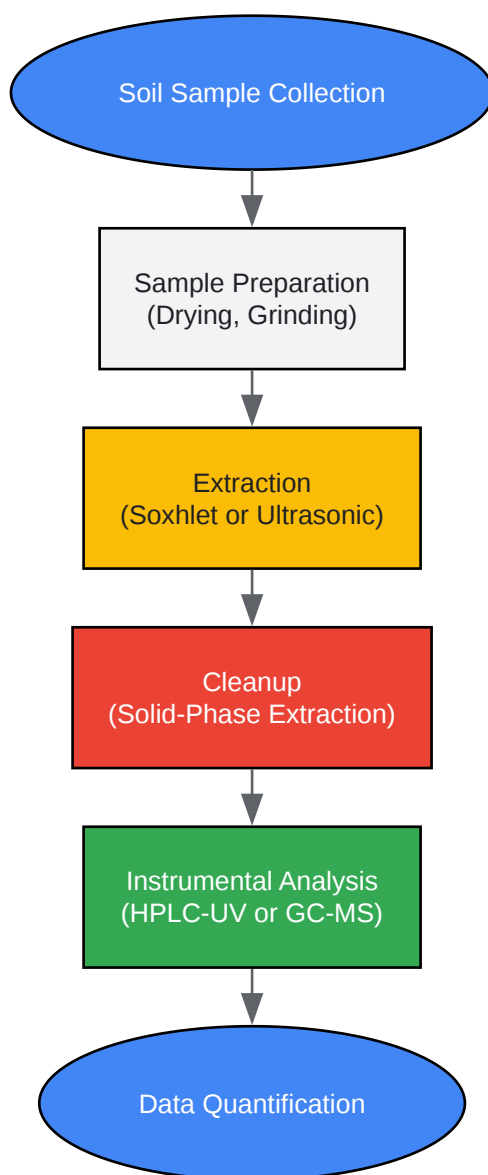 Soil Sample Collection
Sample Preparation
(Drying, Grinding)
Extraction
(Soxhlet or Ultrasonic)
Cleanup
(Solid-Phase Extraction)
Instrumental Analysis
(HPLC-UV or GC-MS)
Data Quantification